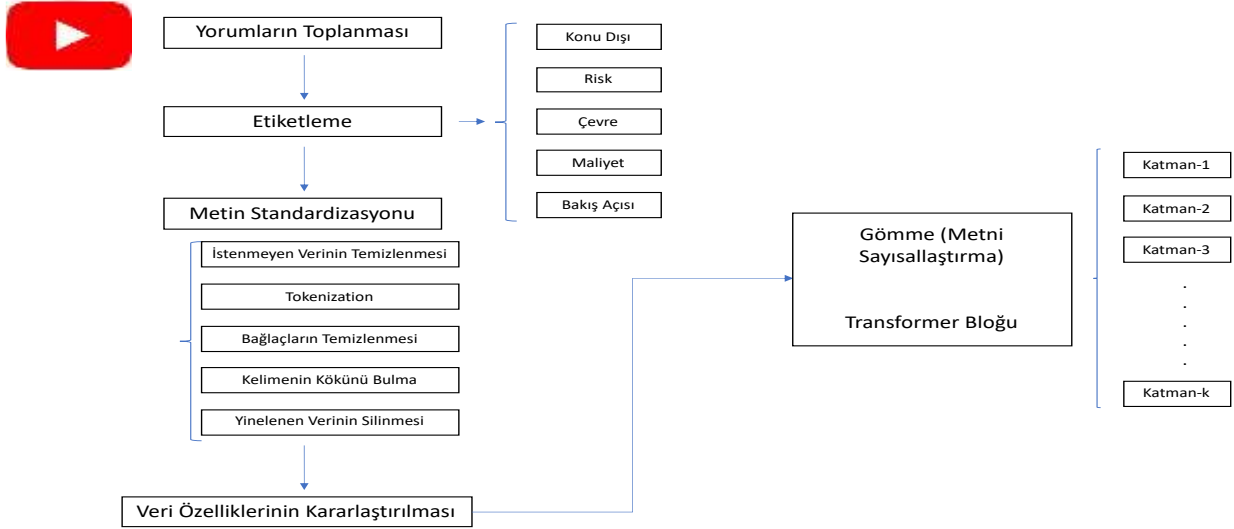 Yorumların Toplanması
Etiketleme
Konu Dışı
Risk
Çevre
Maliyet
Bakış Açısı
Metin Standardizasyonu
İstenmeyen Verinin Temizlenmesi
Tokenization
Bağlaçların Temizlenmesi
Kelimenin Kökünü Bulma
Yinelenen Verinin Silinmesi
Veri Özelliklerinin Kararlaştırılması
Gömme (Metni
Sayısallaştırma)
Transformer Bloğu
Katman-1
Katman-2
Katman-3
.
.
.
.
.
Katman-k